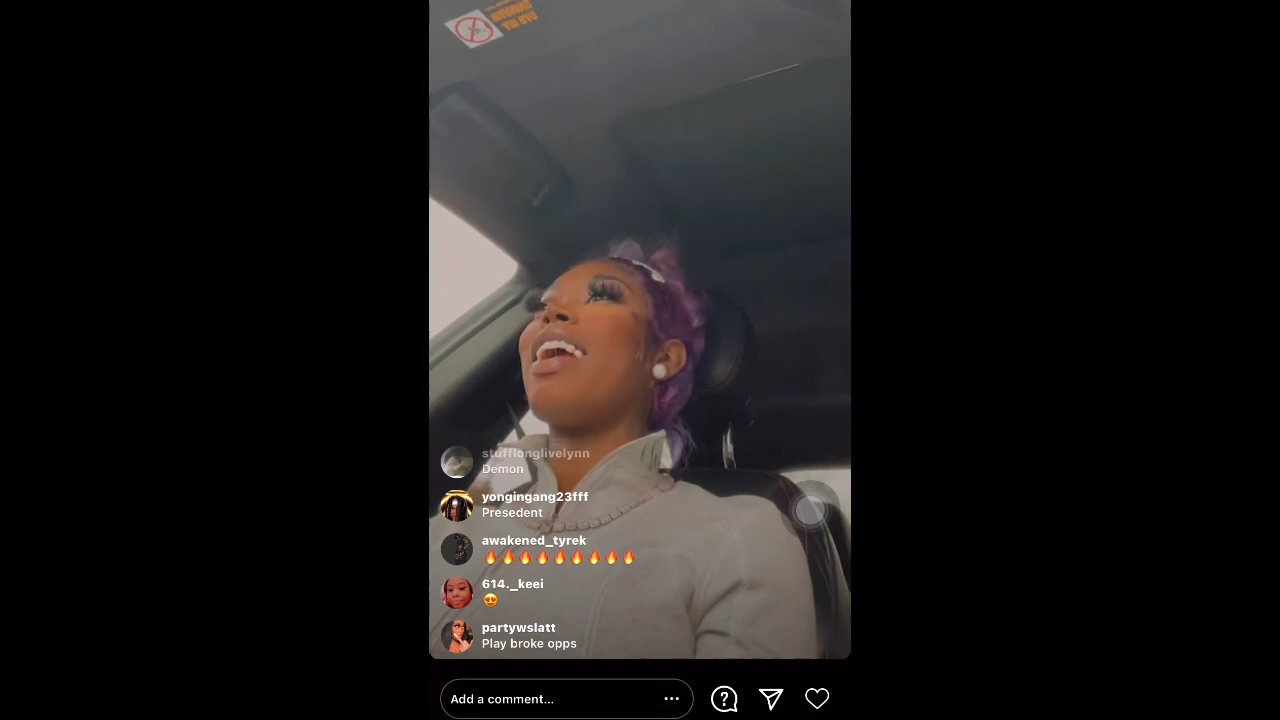 stufflonglivelynn
Demon
yongingang23fff
Presedent
awakened_tyrek
614._keei
partywslatt
Play broke opps
Add a comment...